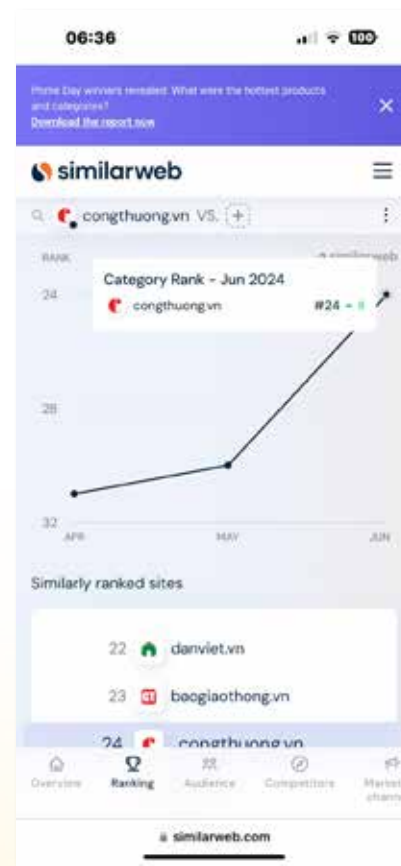 06:36
100
Prime Day winners revealed: What were the hottest products
and categories?
Download the report now
similarweb
congthuong.vn VS.
RANK
similarweb
Category Rank - Jun 2024
congthuong.vn #24
24
28
32
APR MAY JUN
Similarly ranked sites
22 danviet.vn
23 baogiaothong.vn
24 congthuong.vn
Overview Ranking Audience Competitors
similarweb.com